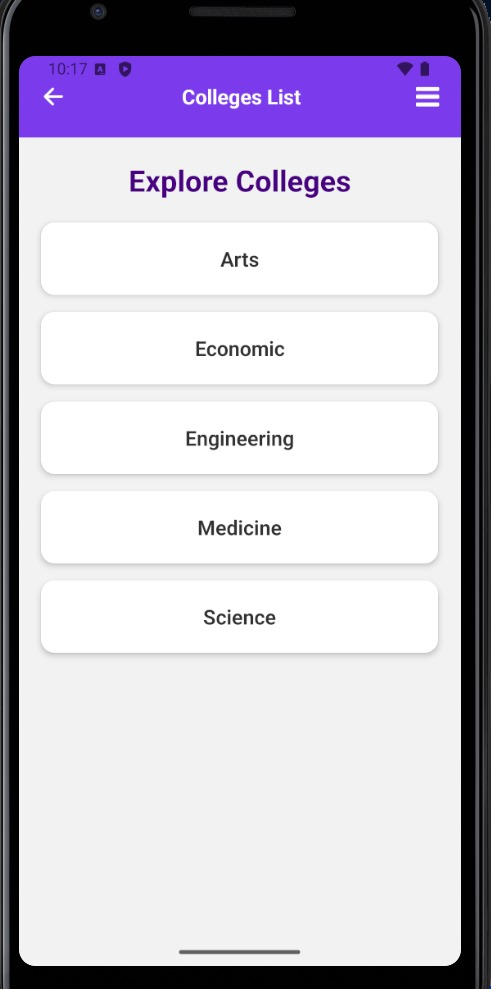 10:17
Colleges List
Explore Colleges
Arts
Economic
Engineering
Medicine
Science